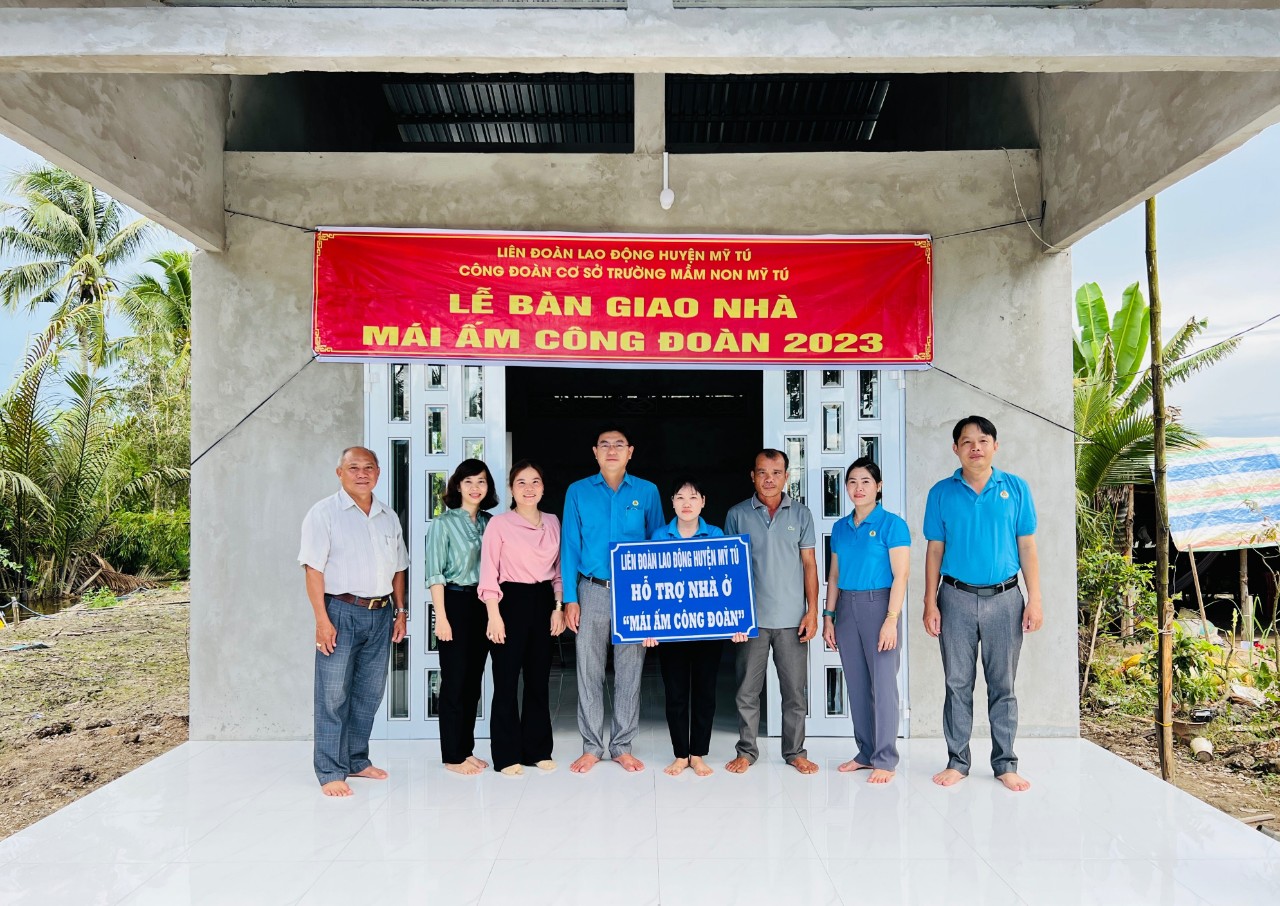 LIÊN ĐOÀN LAO ĐỘNG HUYỆN MỸ TÚ
CÔNG ĐOÀN CƠ SỞ TRƯỜNG MẦM NON MỸ TÚ
LỄ BÀN GIAO NHÀ
MÁI ẤM CÔNG ĐOÀN 2023
LIÊN ĐOÀN LAO ĐỘNG HUYỆN MỸ TÚ
HỖ TRỢ NHÀ Ở
“MÁI ẤM CÔNG ĐOÀN”